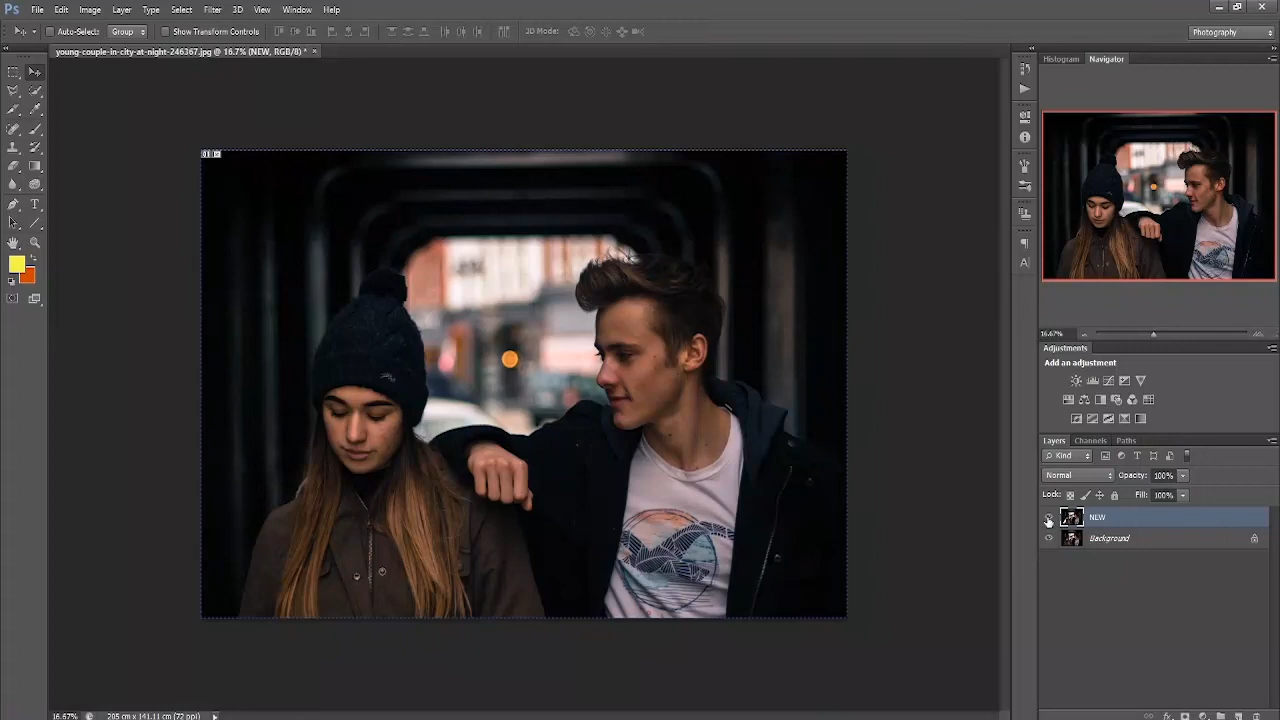 Ps File Edit Image Layer Type Select Filter 3D View Window Help
Auto-Select: Group Show Transform Controls 3D Mode: Photography
young-couple-in-city-at-night-246367.jpg @ 16.7% (NEW, RGB/8) * ×
Histogram Navigator
01
T
A
16.67%
Adjustments
Add an adjustment
Layers Channels Paths
Kind T
Normal Opacity: 100%
Lock: Fill: 100%
NEW
Background
16.67% 205 cm x 141.11 cm (72 ppi)
fx